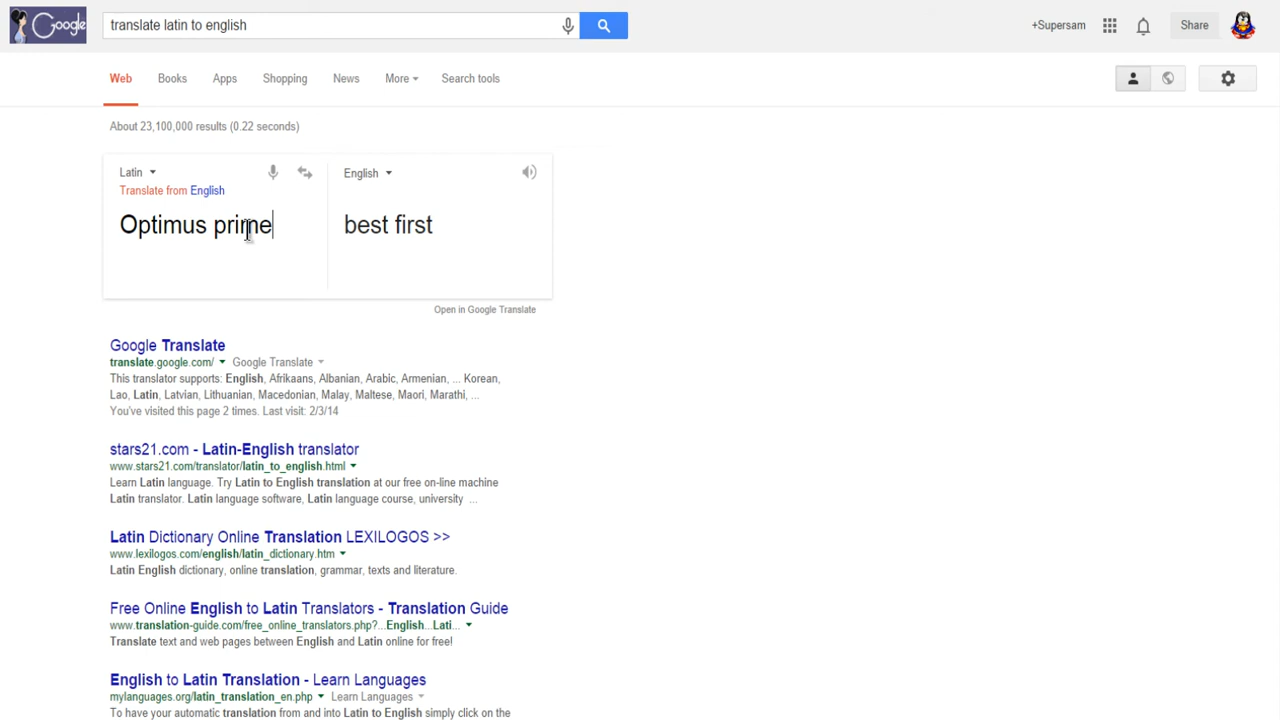 Google
translate latin to english
+Supersam
Share
Web Books Apps Shopping News More Search tools
About 23,100,000 results (0.22 seconds)
Latin
English
Translate from English
Optimus prime
best first
Open in Google Translate
Google Translate
translate.google.com/ Google Translate
This translator supports: English, Afrikaans, Albanian, Arabic, Armenian, ... Korean,
Lao, Latin, Latvian, Lithuanian, Macedonian, Malay, Maltese, Maori, Marathi, ...
You've visited this page 2 times. Last visit: 2/3/14
stars21.com - Latin-English translator
www.stars21.com/translator/latin_to_english.html
Learn Latin language. Try Latin to English translation at our free on-line machine
Latin translator. Latin language software, Latin language course, university ...
Latin Dictionary Online Translation LEXILOGOS >>
www.lexilogos.com/english/latin_dictionary.htm
Latin English dictionary, online translation, grammar, texts and literature.
Free Online English to Latin Translators - Translation Guide
www.translation-guide.com/free_online_translators.php?...English...Lati...
Translate text and web pages between English and Latin online for free!
English to Latin Translation - Learn Languages
mylanguages.org/latin_translation_en.php Learn Languages
To have your automatic translation from and into Latin to English simply click on the